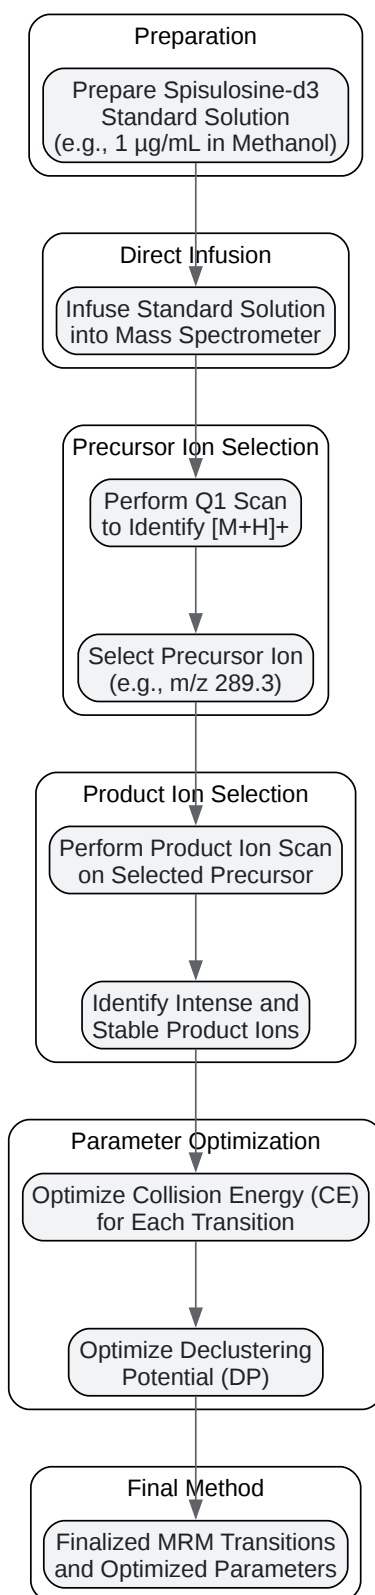 Preparation
Prepare Spisulosine-d3
Standard Solution
(e.g., 1 µg/mL in Methanol)
Direct Infusion
Infuse Standard Solution
into Mass Spectrometer
Precursor Ion Selection
Perform Q1 Scan
to Identify [M+H]+
Select Precursor Ion
(e.g., m/z 289.3)
Product Ion Selection
Perform Product Ion Scan
on Selected Precursor
Identify Intense and
Stable Product Ions
Parameter Optimization
Optimize Collision Energy (CE)
for Each Transition
Optimize Declustering
Potential (DP)
Final Method
Finalized MRM Transitions
and Optimized Parameters